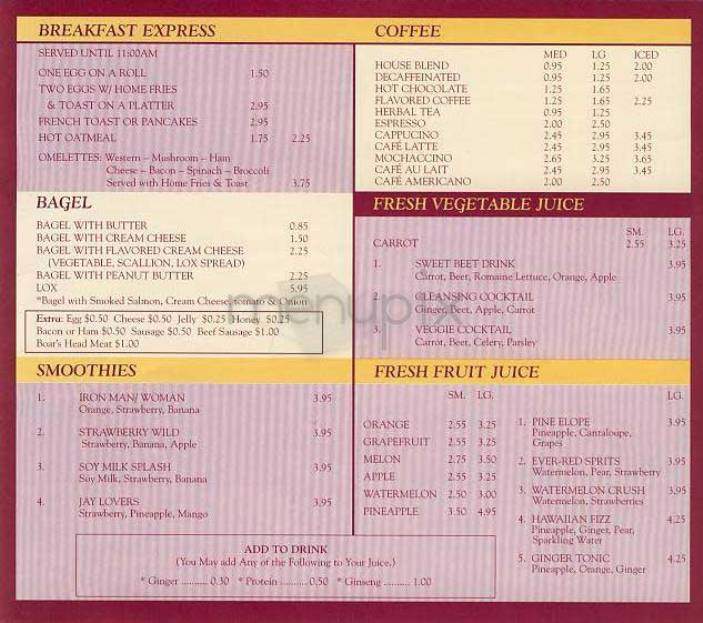 BREAKFAST EXPRESS
SERVED UNTIL 11:00AM
ONE EGG ON A ROLL 1.50
TWO EGGS W/ HOME FRIES
& TOAST ON A PLATTER 2.95
FRENCH TOAST OR PANCAKES 2.95
HOT OATMEAL 1.75 2.25
OMELETTES: Western – Mushroom – Ham
Cheese – Bacon – Spinach – Broccoli
Served with Home Fries & Toast 3.75
BAGEL
BAGEL WITH BUTTER 0.85
BAGEL WITH CREAM CHEESE 1.50
BAGEL WITH FLAVORED CREAM CHEESE 2.25
(VEGETABLE, SCALLION, LOX SPREAD)
BAGEL WITH PEANUT BUTTER 2.25
LOX 5.95
*Bagel with Smoked Salmon, Cream Cheese, tomato & Onion
Extra: Egg $0.50 Cheese $0.50 Jelly $0.25 Honey $0.25
Bacon or Ham $0.50 Sausage $0.50 Beef Sausage $1.00
Boar's Head Meat $1.00
SMOOTHIES
1. IRON MAN/ WOMAN 3.95
Orange, Strawberry, Banana
2. STRAWBERRY WILD 3.95
Strawberry, Banana, Apple
3. SOY MILK SPLASH 3.95
Soy Milk, Strawberry, Banana
4. JAY LOVERS 3.95
Strawberry, Pineapple, Mango
COFFEE
MED LG ICED
HOUSE BLEND 0.95 1.25 2.00
DECAFFEINATED 0.95 1.25 2.00
HOT CHOCOLATE 1.25 1.65
FLAVORED COFFEE 1.25 1.65 2.25
HERBAL TEA 0.95 1.25
ESPRESSO 2.00 2.50
CAPPUCINO 2.45 2.95 3.45
CAFÉ LATTE 2.45 2.95 3.45
MOCHACCINO 2.65 3.25 3.65
CAFÉ AU LAIT 2.45 2.95 3.45
CAFÉ AMERICANO 2.00 2.50
FRESH VEGETABLE JUICE
SM. LG.
CARROT 2.55 3.25
1. SWEET BEET DRINK 3.95
Carrot, Beet, Romaine Lettuce, Orange, Apple
2. CLEANSING COCKTAIL 3.95
Ginger, Beet, Apple, Carrot
3. VEGGIE COCKTAIL 3.95
Carrot, Beet, Celery, Parsley
FRESH FRUIT JUICE
SM. LG.
ORANGE 2.55 3.25
GRAPEFRUIT 2.55 3.25
MELON 2.75 3.50
APPLE 2.55 3.25
WATERMELON 2.50 3.00
PINEAPPLE 3.50 4.95
LG.
1. PINE ELOPE 3.95
Pineapple, Cantaloupe,
Grapes
2. EVER-RED SPRITS 3.95
Watermelon, Pear, Strawberry
3. WATERMELON CRUSH 3.95
Watermelon, Strawberries
4. HAWAIIAN FIZZ 4.25
Pineapple, Ginger, Pear,
Sparkling Water
5. GINGER TONIC 4.25
Pineapple, Orange, Ginger
ADD TO DRINK
(You May add Any of the Following to Your Juice.)
* Ginger .......... 0.30 * Protein .......... 0.50 * Ginseng .......... 1.00
menupix